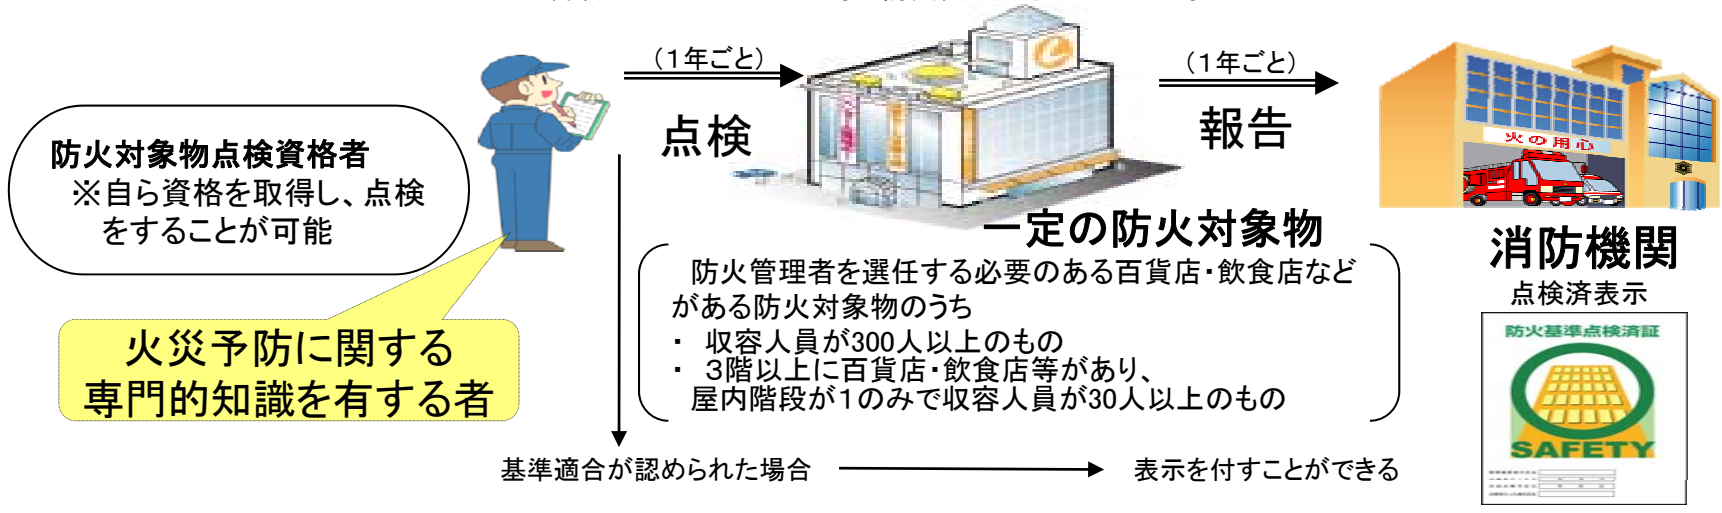 (1年ごと)
点検
(1年ごと)
報告
防火対象物点検資格者
※自ら資格を取得し、点検
をすることが可能
火災予防に関する
専門的知識を有する者
火の用心
一定の防火対象物
防火管理者を選任する必要のある百貨店・飲食店など
がある防火対象物のうち
・ 収容人員が300人以上のもの
・ 3階以上に百貨店・飲食店等があり、
屋内階段が1のみで収容人員が30人以上のもの
消防機関
点検済表示
防火基準点検済証
SAFETY
基準適合が認められた場合
表示を付すことができる